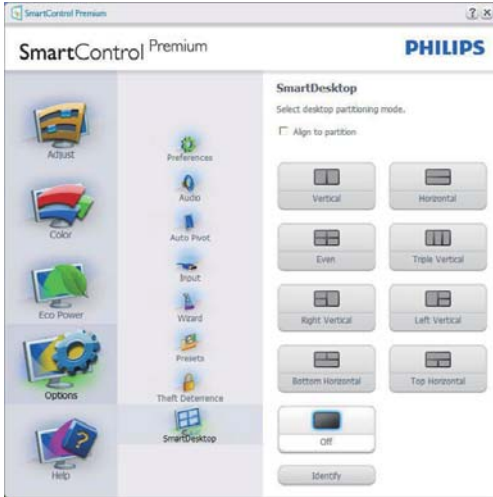 SmartControl Premium
SmartControl Premium
PHILIPS
Adjust
Color
Eco Power
Options
Help
Preferences
Audio
Auto Pivot
Input
Wizard
Presets
Theft Deterrence
SmartDesktop
SmartDesktop
Select desktop partitioning mode.
Align to partition
Vertical
Horizontal
Even
Triple Vertical
Right Vertical
Left Vertical
Bottom Horizontal
Top Horizontal
Off
Identify